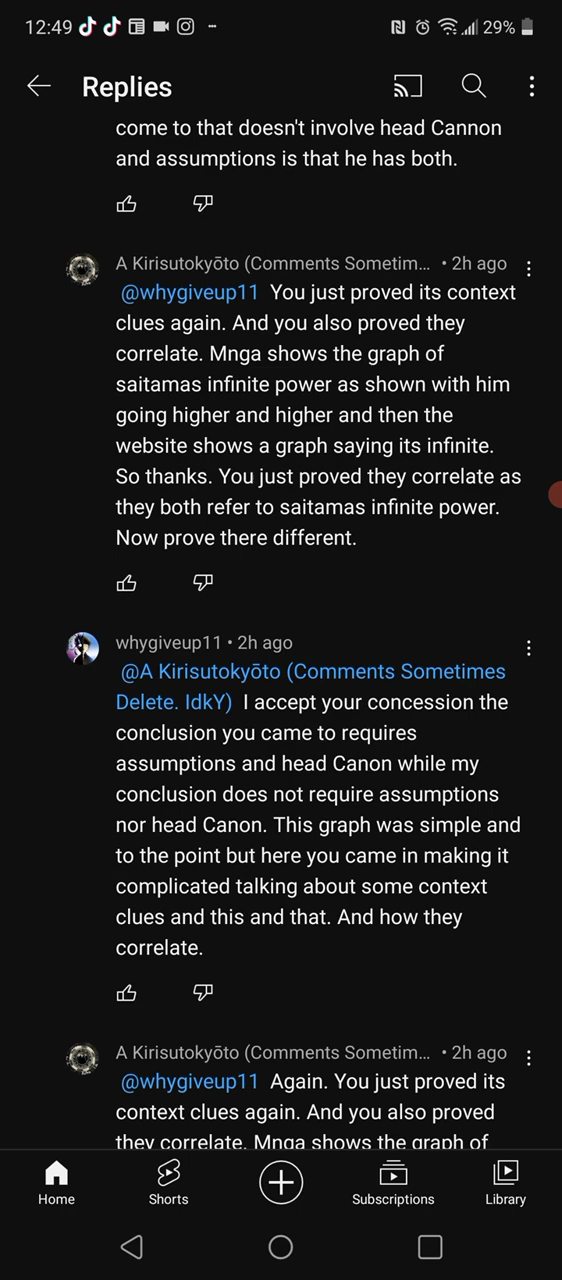 12:49
29%
Replies
come to that doesn't involve head Cannon
and assumptions is that he has both.
A Kirisutokyōto (Comments Sometim... • 2h ago
@whygiveup11 You just proved its context
clues again. And you also proved they
correlate. Mnga shows the graph of
saitamas infinite power as shown with him
going higher and higher and then the
website shows a graph saying its infinite.
So thanks. You just proved they correlate as
they both refer to saitamas infinite power.
Now prove there different.
whygiveup11 • 2h ago
@A Kirisutokyōto (Comments Sometimes
Delete. IdkY) I accept your concession the
conclusion you came to requires
assumptions and head Canon while my
conclusion does not require assumptions
nor head Canon. This graph was simple and
to the point but here you came in making it
complicated talking about some context
clues and this and that. And how they
correlate.
A Kirisutokyōto (Comments Sometim... • 2h ago
@whygiveup11 Again. You just proved its
context clues again. And you also proved
they correlate. Mnga shows the graph of
Home
Shorts
Subscriptions
Library